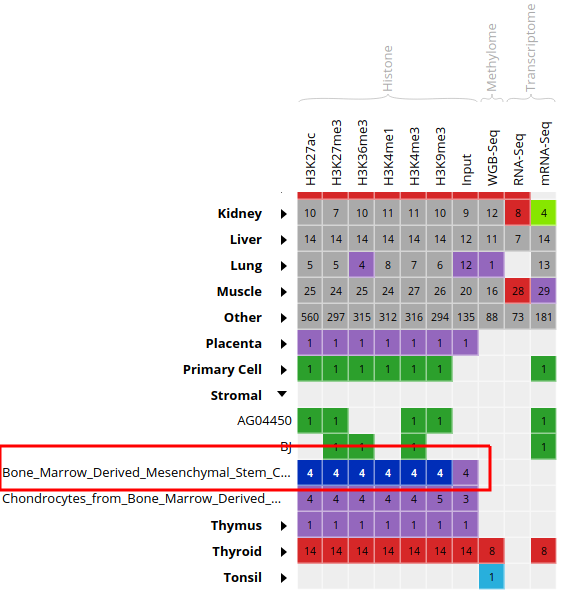 Histone Methylome Transcriptome
H3K27ac H3K27me3 H3K36me3 H3K4me1 H3K4me3 H3K9me3 Input WGB-Seq RNA-Seq mRNA-Seq
Kidney 10 7 10 11 11 10 9 12 8 4
Liver 14 14 14 14 14 14 12 11 7 14
Lung 5 5 4 8 7 6 12 1 13
Muscle 25 24 25 24 27 26 20 16 28 29
Other 560 297 315 312 316 294 135 88 73 181
Placenta 1 1 1 1 1 1 1
Primary Cell 1 1 1 1 1 1 1
Stromal
AG04450 1 1 1 1 1
BJ 1 1 1 1
Bone_Marrow_Derived_Mesenchymal_Stem_C... 4 4 4 4 4 4 4
Chondrocytes_from_Bone_Marrow_Derived_... 4 4 4 4 4 5 3
Thymus 1 1 1 1 1 1 1
Thyroid 14 14 14 14 14 14 14 8 8
Tonsil 1